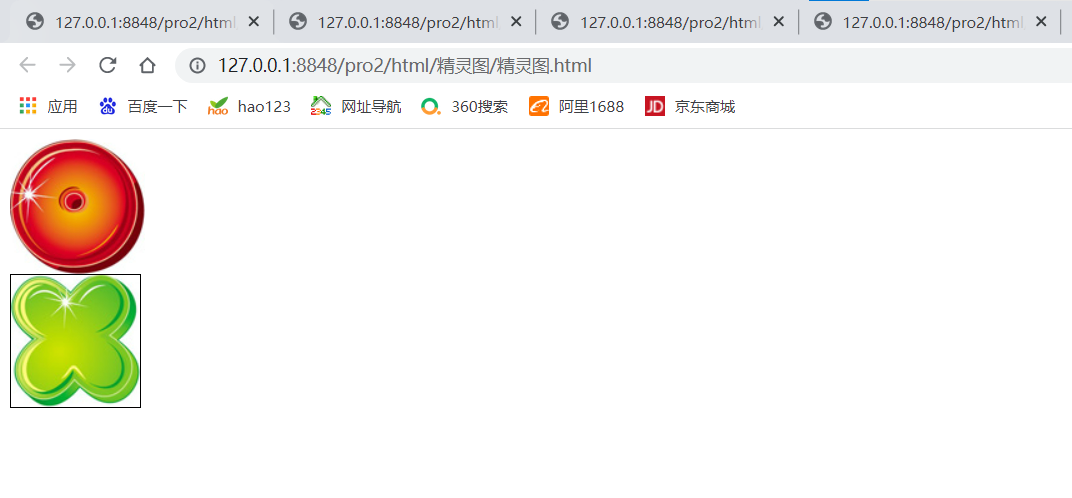 127.0.0.1:8848/pro2/html 127.0.0.1:8848/pro2/html 127.0.0.1:8848/pro2/html 127.0.0.1:8848/pro2/html
127.0.0.1:8848/pro2/html/精灵图/精灵图.html
应用 百度一下 hao hao123 2345 网址导航 360搜索 阿里1688 JD 京东商城